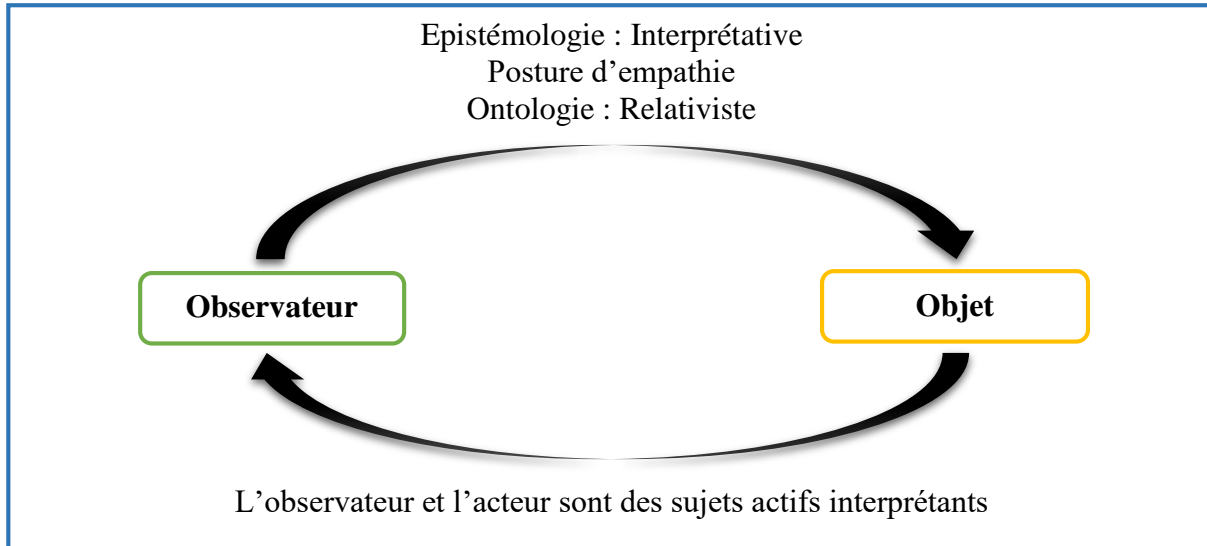 Epistémologie : Interprétative
Posture d’empathie
Ontologie : Relativiste
Observateur
Objet
L’observateur et l’acteur sont des sujets actifs interprétants